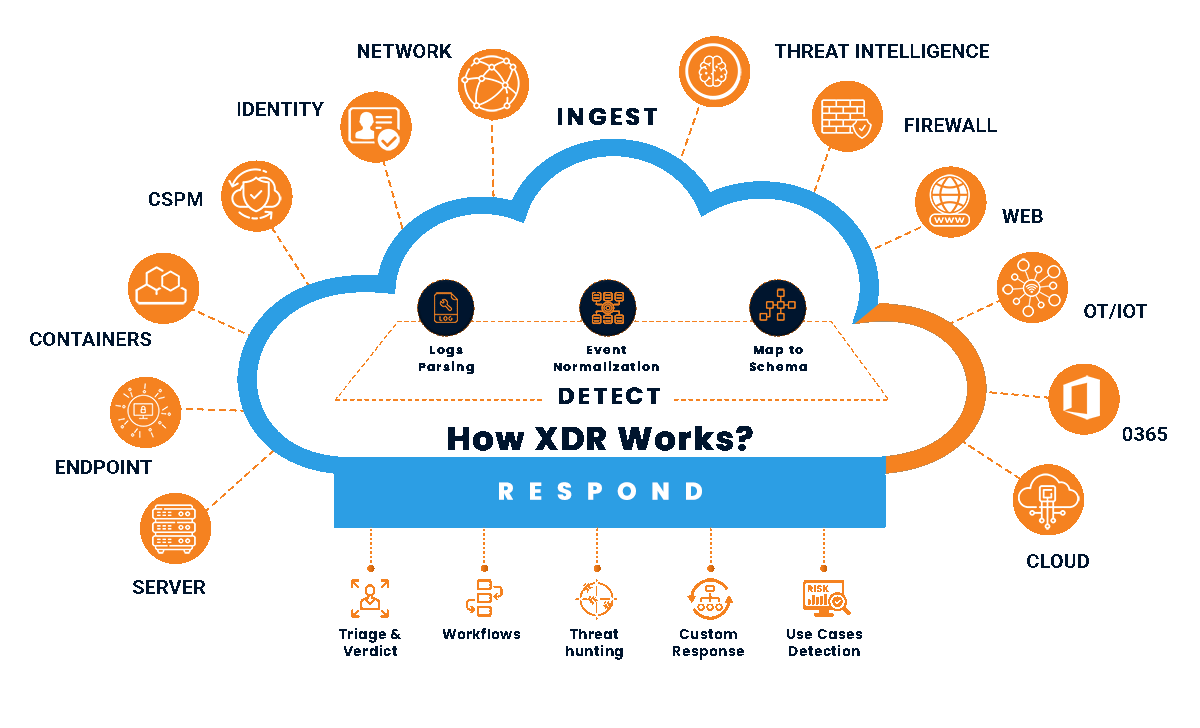 NETWORK
THREAT INTELLIGENCE
IDENTITY
INGEST
FIREWALL
CSPM
WWW
WEB
CONTAINERS
OT/IOT
LOG
Logs
Parsing
Event
Normalization
Map to
Schema
DETECT
How XDR Works?
0365
ENDPOINT
RESPOND
SERVER
CLOUD
RISK
Triage &
Verdict
Workflows
Threat
hunting
Custom
Response
Use Cases
Detection